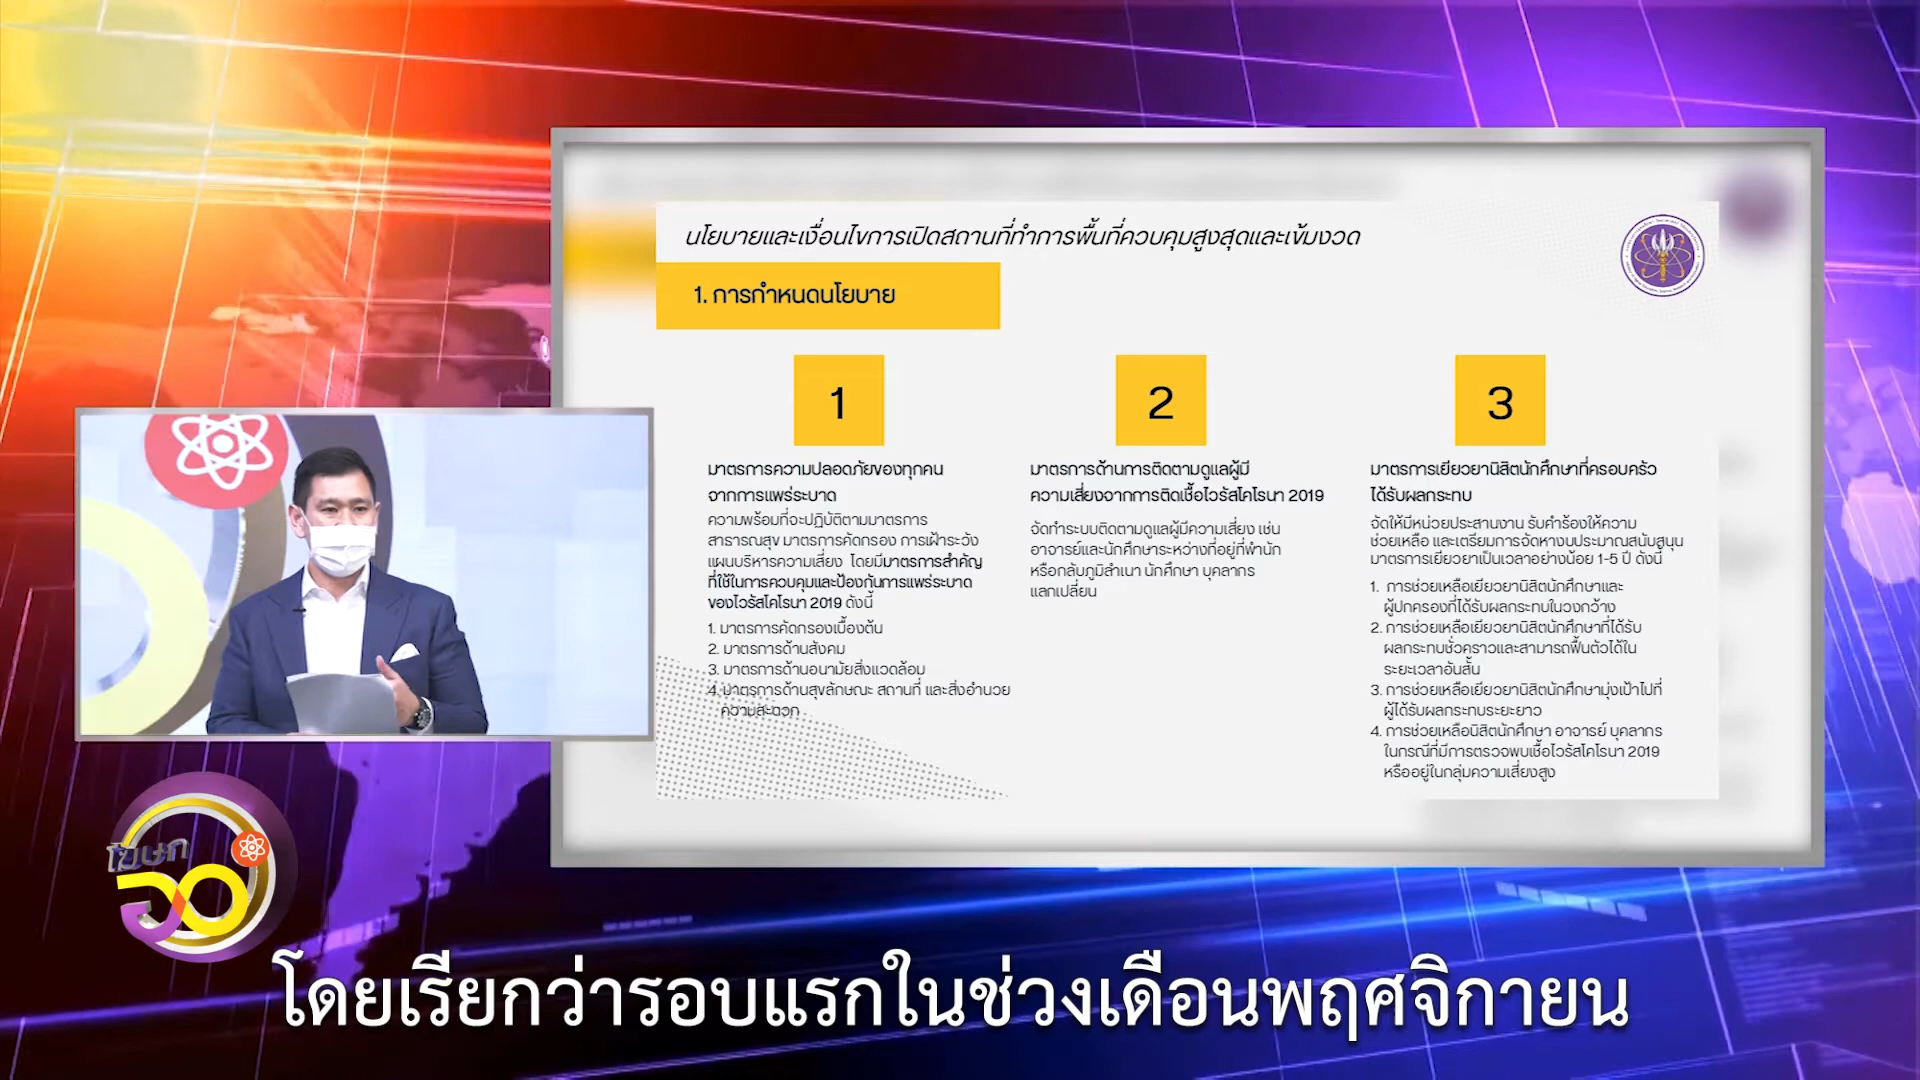 นโยบายและเงื่อนไขการเปิดสถานที่ทำการพื้นที่ควบคุมสูงสุดและเข้มงวด
1. การกำหนดนโยบาย
1
มาตรการความปลอดภัยของทุกคน
จากการแพร่ระบาด
ความพร้อมที่จะปฏิบัติตามมาตรการ
สาธารณสุข มาตรการคัดกรอง การเฝ้าระวัง
แผนบริหารความเสี่ยง โดยมีมาตรการสำคัญ
ที่ใช้ในการควบคุมและป้องกันการแพร่ระบาด
ของไวรัสโคโรนา 2019 ดังนี้
1. มาตรการคัดกรองเบื้องต้น
2. มาตรการด้านสังคม
3. มาตรการด้านอนามัยสิ่งแวดล้อม
4. มาตรการด้านสุขลักษณะ สถานที่ และสิ่งอำนวย
ความสะดวก
2
มาตรการด้านการติดตามดูแลผู้มี
ความเสี่ยงจากการติดเชื้อไวรัสโคโรนา 2019
จัดทำระบบติดตามดูแลผู้มีความเสี่ยง เช่น
อาจารย์และนักศึกษาระหว่างที่อยู่ที่พำนัก
หรือกลับภูมิลำเนา นักศึกษา บุคลากร
แลกเปลี่ยน
3
มาตรการเยียวยานิสิตนักศึกษาที่ครอบครัว
ได้รับผลกระทบ
จัดให้มีหน่วยประสานงาน รับคำร้องให้ความ
ช่วยเหลือ และเตรียมการจัดหางบประมาณสนับสนุน
มาตรการเยียวยาเป็นเวลาอย่างน้อย 1-5 ปี ดังนี้
1. การช่วยเหลือเยียวยานิสิตนักศึกษาและ
ผู้ปกครองที่ได้รับผลกระทบในวงกว้าง
2. การช่วยเหลือเยียวยานิสิตนักศึกษาที่ได้รับ
ผลกระทบชั่วคราวและสามารถฟื้นตัวได้ใน
ระยะเวลาอันสั้น
3. การช่วยเหลือเยียวยานิสิตนักศึกษามุ่งเป้าไปที่
ผู้ได้รับผลกระทบระยะยาว
4. การช่วยเหลือนิสิตนักศึกษา อาจารย์ บุคลากร
ในกรณีที่มีการตรวจพบเชื้อไวรัสโคโรนา 2019
หรืออยู่ในกลุ่มความเสี่ยงสูง
โฆษก
โดยเรียกว่ารอบแรกในช่วงเดือนพฤศจิกายน